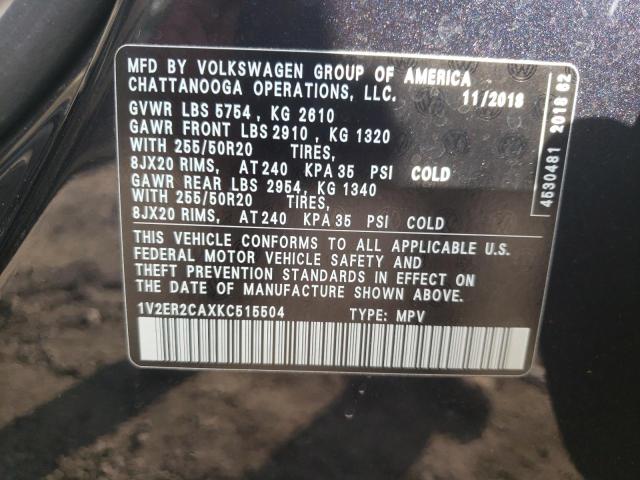 MFD BY VOLKSWAGEN GROUP OF AMERICA
CHATTANOOGA OPERATIONS, LLC. 11/2018
GVWR LBS 5754 , KG 2610
GAWR FRONT LBS 2910 , KG 1320
WITH 255/50R20 TIRES,
8JX20 RIMS, AT 240 KPA 35 PSI COLD
GAWR REAR LBS 2954, KG 1340
WITH 255/50R20 TIRES,
8JX20 RIMS, AT 240 KPA 35 PSI COLD
THIS VEHICLE CONFORMS TO ALL APPLICABLE U.S.
FEDERAL MOTOR VEHICLE SAFETY AND
THEFT PREVENTION STANDARDS IN EFFECT ON
THE DATE OF MANUFACTURE SHOWN ABOVE.
1V2ER2CAXKC515504 TYPE: MPV
4530481 2018 62